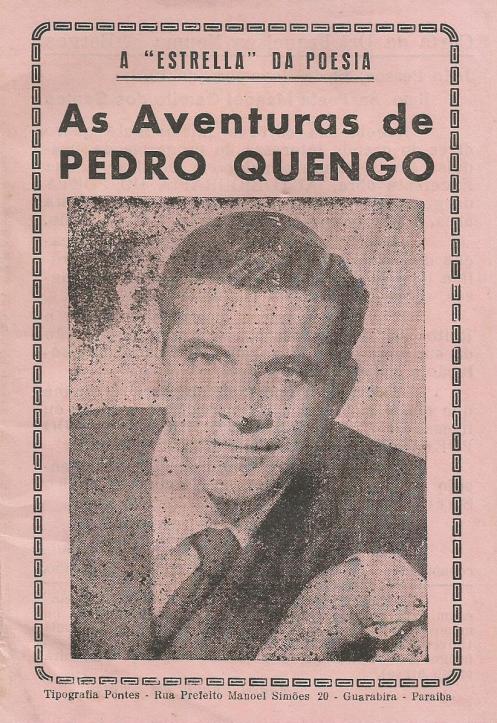 A "ESTRELLA" DA POESIA
As Aventuras de
PEDRO QUENGO
Tipografia Pontes - Rua Prefeito Manoel Simões 20 - Guarabira - Paraíba